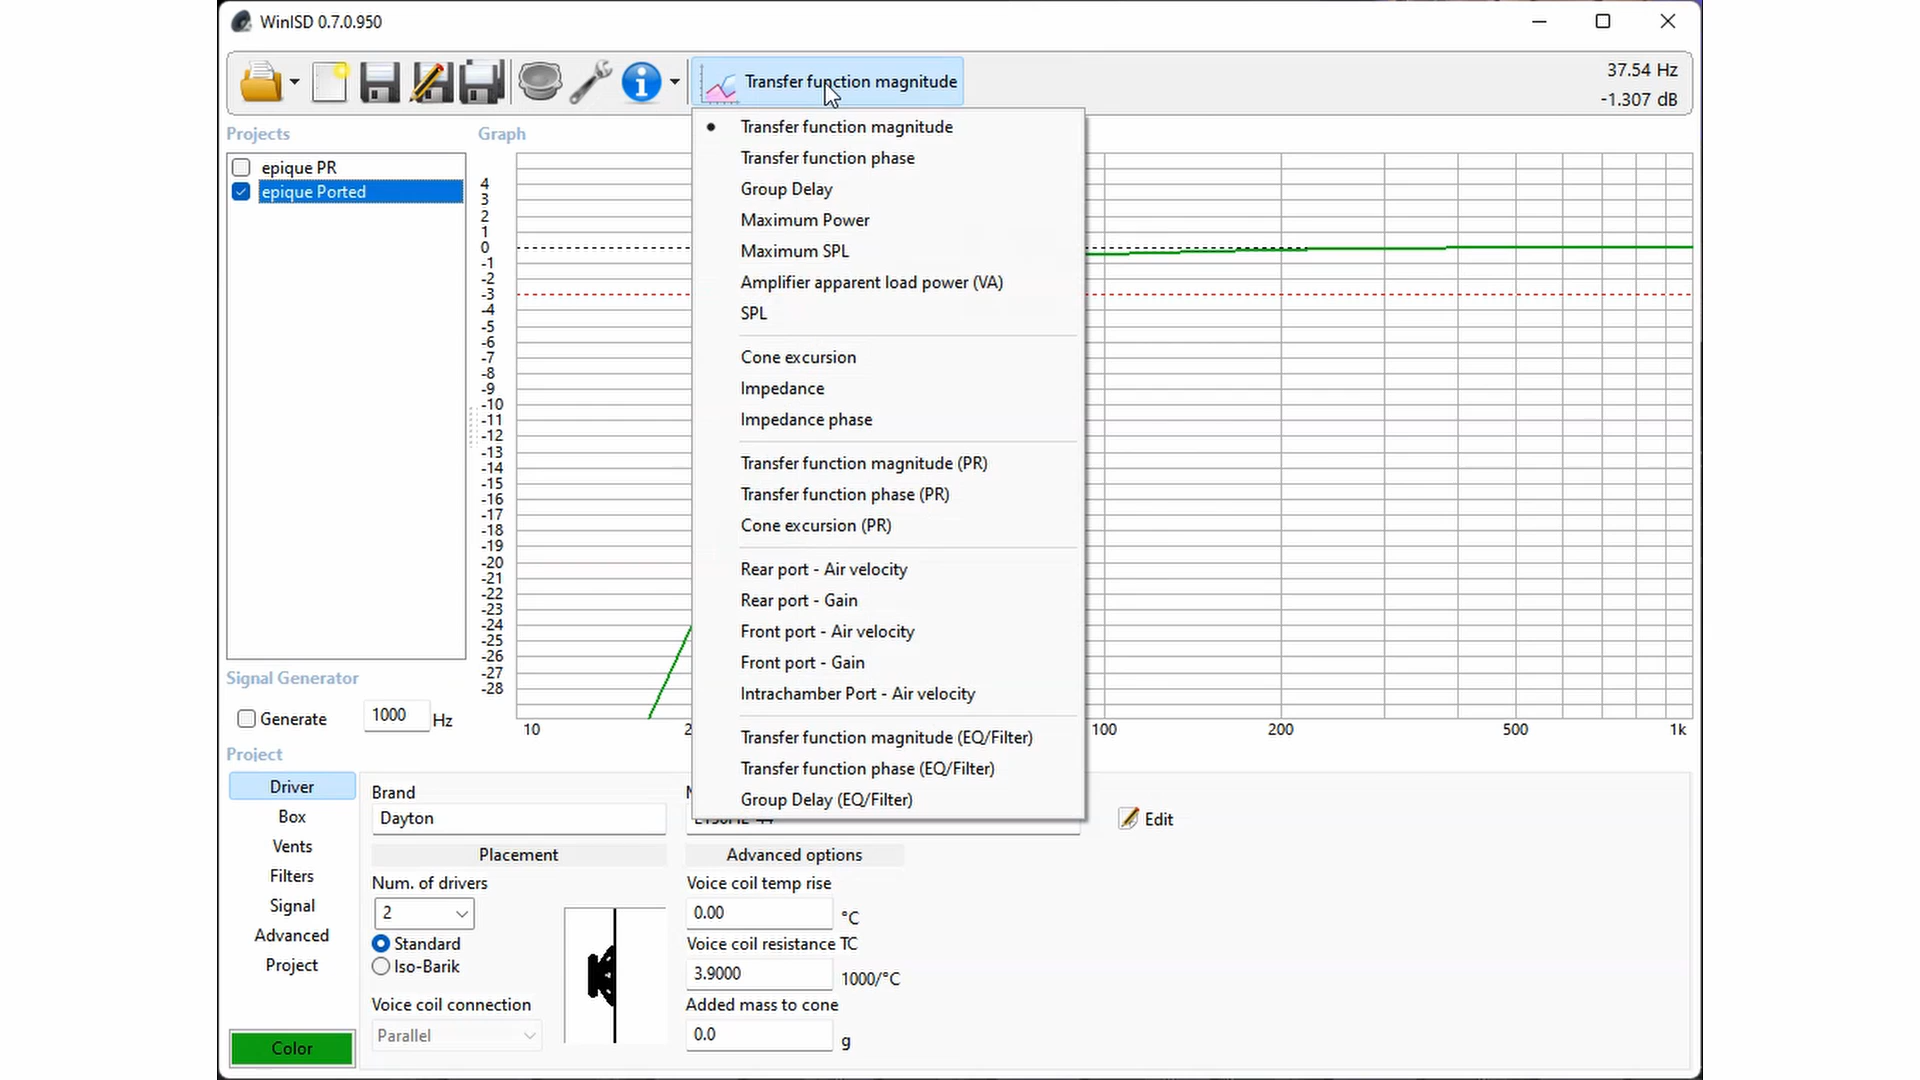 WinISD 0.7.0.950
Transfer function magnitude
37.54 Hz
-1.307 dB
Projects
epique PR
epique Ported
Graph
4
3
2
1
0
-1
-2
-3
-4
-5
-6
-7
-8
-9
-10
-11
-12
-13
-14
-15
-16
-17
-18
-19
-20
-21
-22
-23
-24
-25
-26
-27
-28
10
100
200
500
1k
Transfer function magnitude
Transfer function phase
Group Delay
Maximum Power
Maximum SPL
Amplifier apparent load power (VA)
SPL
Cone excursion
Impedance
Impedance phase
Transfer function magnitude (PR)
Transfer function phase (PR)
Cone excursion (PR)
Rear port - Air velocity
Rear port - Gain
Front port - Air velocity
Front port - Gain
Intrachamber Port - Air velocity
Transfer function magnitude (EQ/Filter)
Transfer function phase (EQ/Filter)
Group Delay (EQ/Filter)
Signal Generator
Generate
1000 Hz
Project
Driver
Box
Vents
Filters
Signal
Advanced
Project
Color
Brand
Dayton
Edit
Placement
Num. of drivers
2
Standard
Iso-Barik
Voice coil connection
Parallel
Advanced options
Voice coil temp rise
0.00 °C
Voice coil resistance TC
3.9000 1000/°C
Added mass to cone
0.0 g